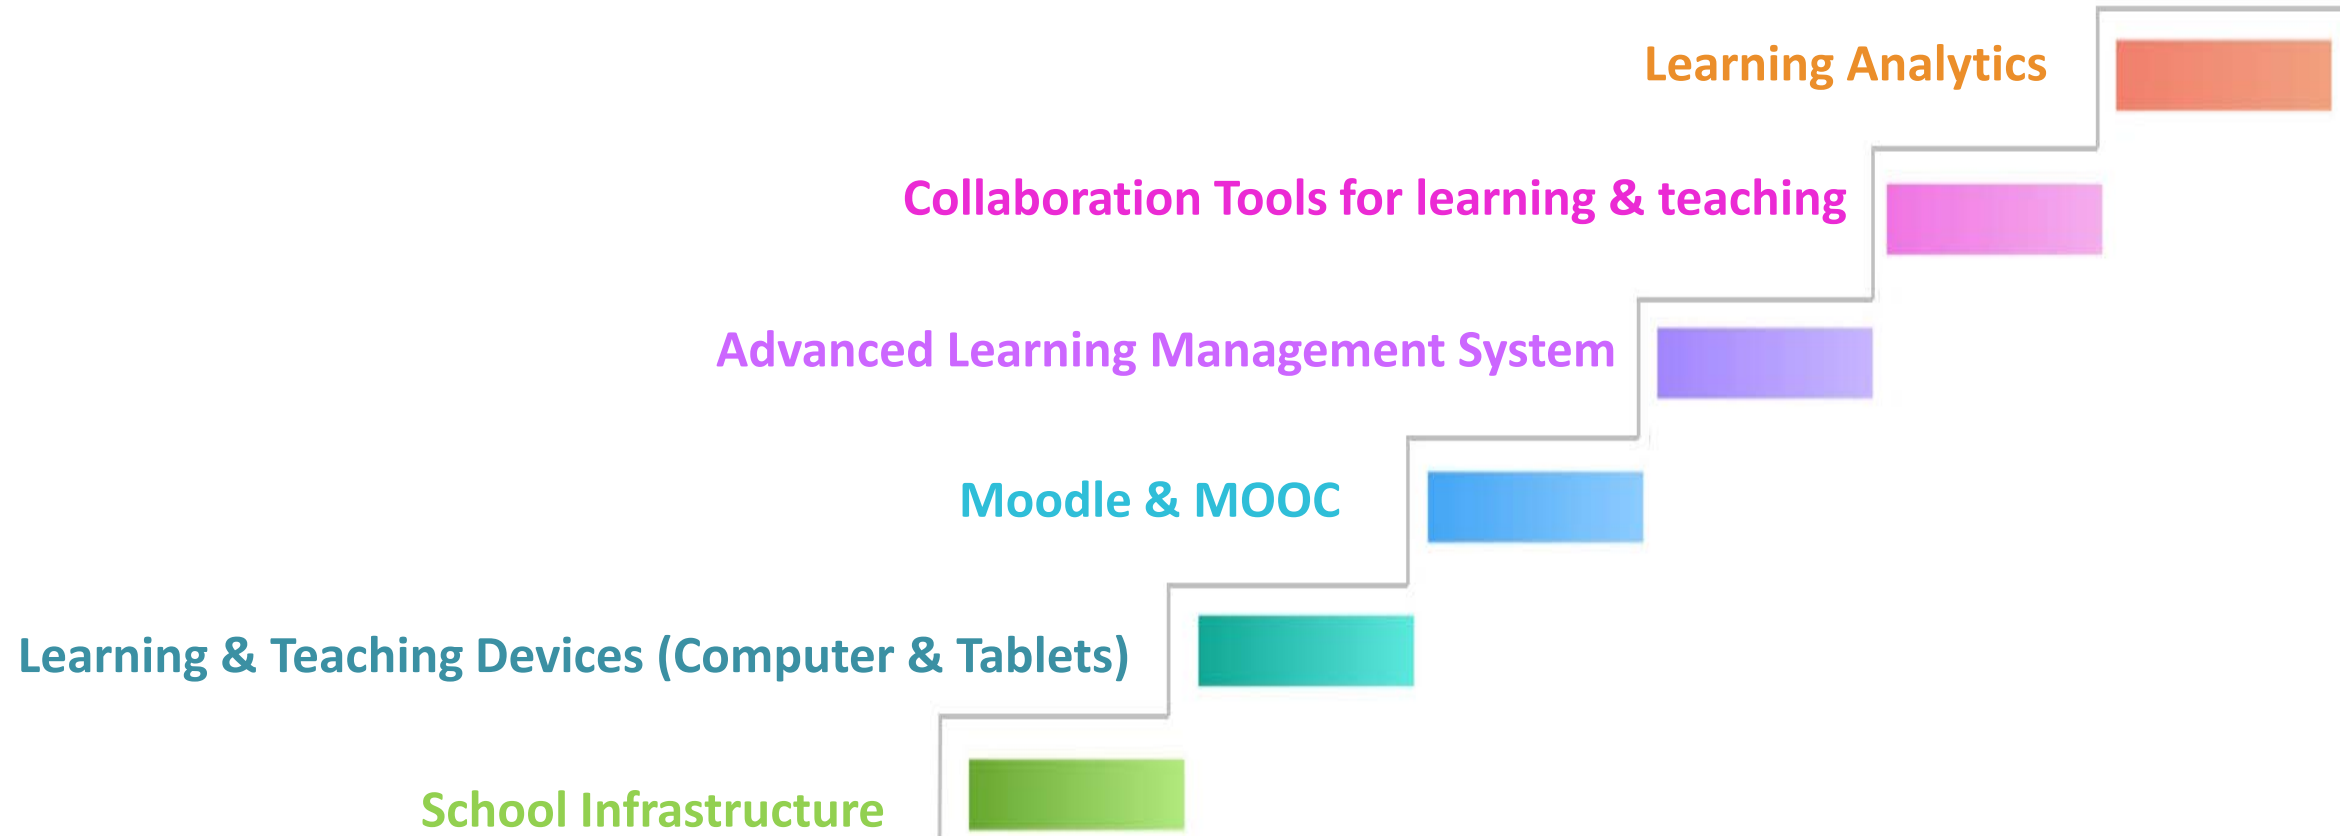 Learning Analytics
Collaboration Tools for learning & teaching
Advanced Learning Management System
Moodle & MOOC
Learning & Teaching Devices (Computer & Tablets)
School Infrastructure